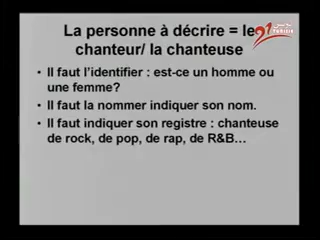 La personne à décrire = le
chanteur/ la chanteuse
• Il faut l'identifier : est-ce un homme ou
une femme?
• Il faut la nommer indiquer son nom.
• Il faut indiquer son registre : chanteuse
de rock, de pop, de rap, de R&B…